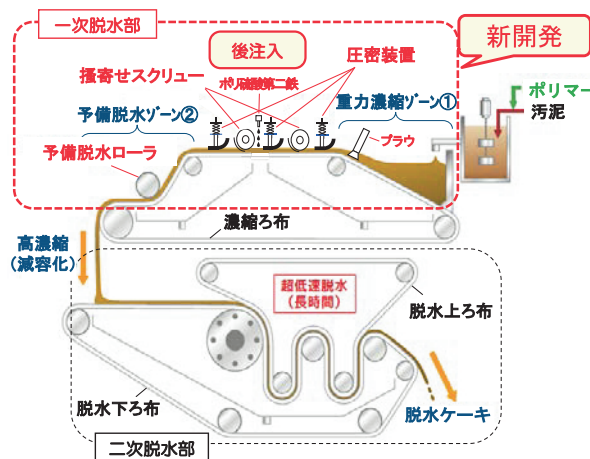 一次脱水部
新開発
後注入
圧密装置
掻寄せスクリュー
ポリ硫酸第二鉄
ポリマー
汚泥
予備脱水ゾーン②
重力濃縮ゾーン①
予備脱水ローラ
プラウ
濃縮ろ布
高濃縮
(減容化)
超低速脱水
(長時間)
脱水上ろ布
脱水下ろ布
脱水ケーキ
二次脱水部